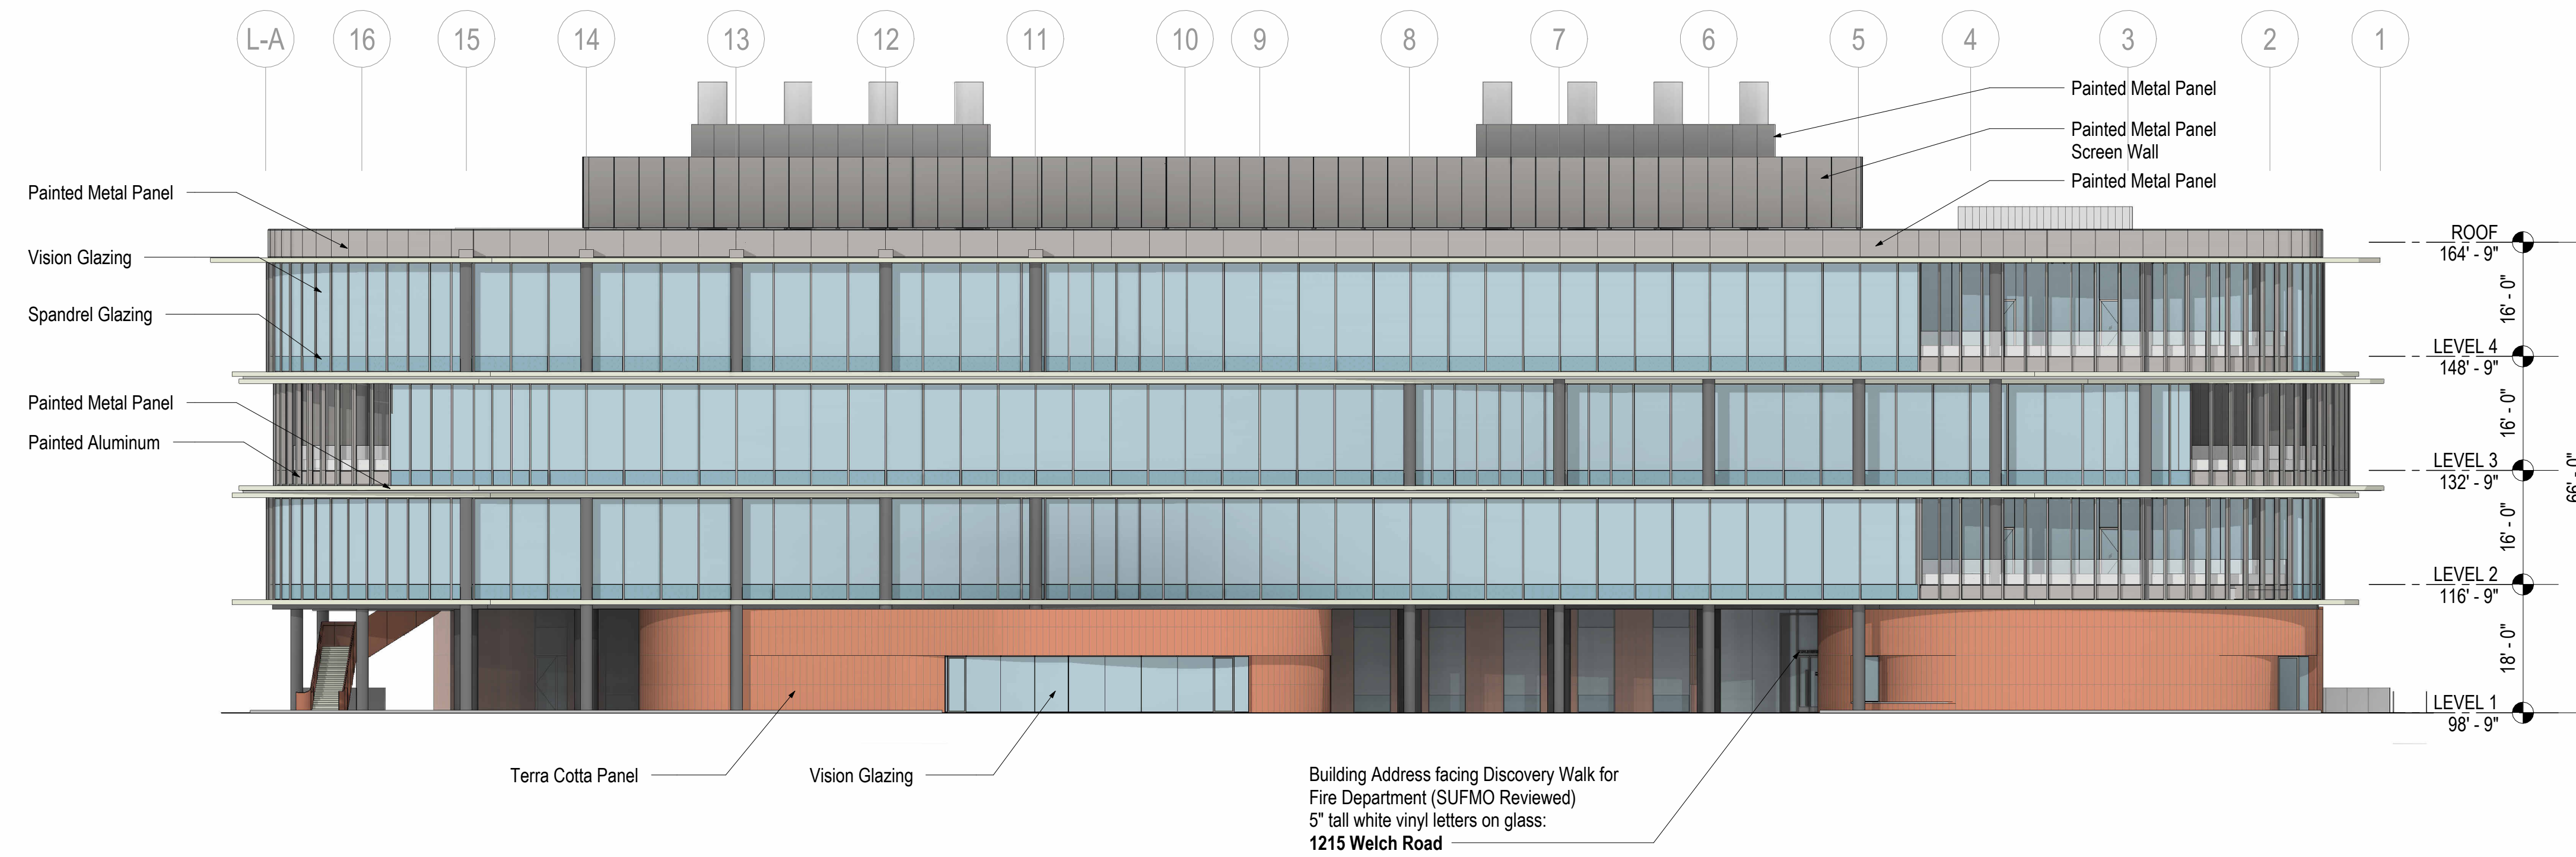 L-A 16 15 14 13 12 11 10 9 8 7 6 5 4 3 2 1
Painted Metal Panel
Painted Metal Panel
Screen Wall
Painted Metal Panel
Painted Metal Panel
Vision Glazing
Spandrel Glazing
Painted Metal Panel
Painted Aluminum
ROOF
164' - 9"
16' - 0"
LEVEL 4
148' - 9"
16' - 0"
LEVEL 3
132' - 9"
66' - 0"
16' - 0"
LEVEL 2
116' - 9"
18' - 0"
LEVEL 1
98' - 9"
Terra Cotta Panel
Vision Glazing
Building Address facing Discovery Walk for
Fire Department (SUFMO Reviewed)
5" tall white vinyl letters on glass:
1215 Welch Road